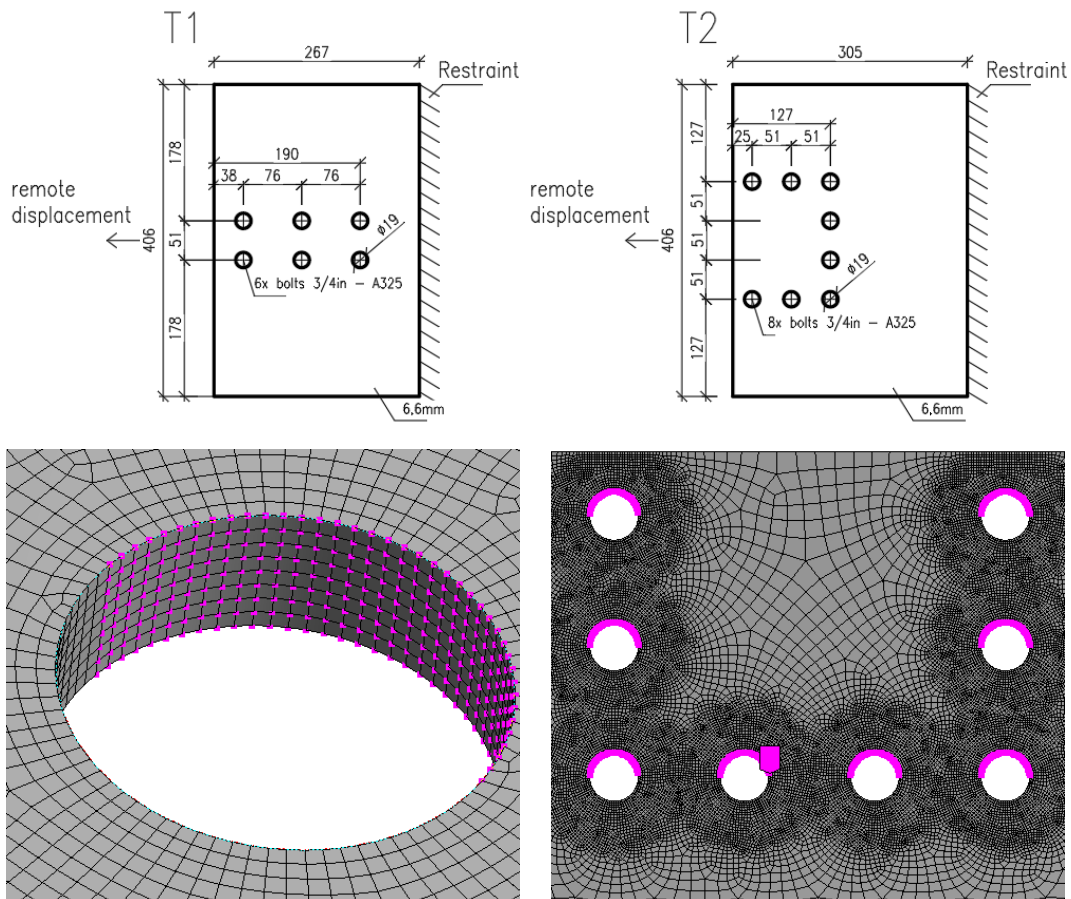 T1
267
Restraint
178
190
38
76
76
remote
displacement
406
51
ø19
6x bolts 3/4in – A325
178
6,6mm
T2
305
Restraint
127
127
25
51
51
remote
displacement
406
51
51
51
ø19
8x bolts 3/4in – A325
127
6,6mm